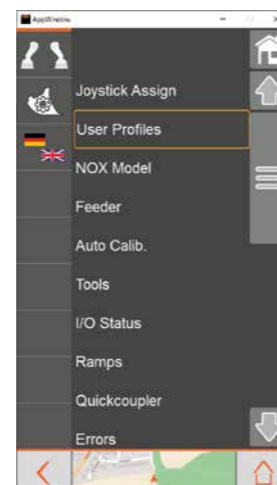 AppWindow
Joystick Assign
User Profiles
NOX Model
Feeder
Auto Calib.
Tools
I/O Status
Ramps
Quickcoupler
Errors